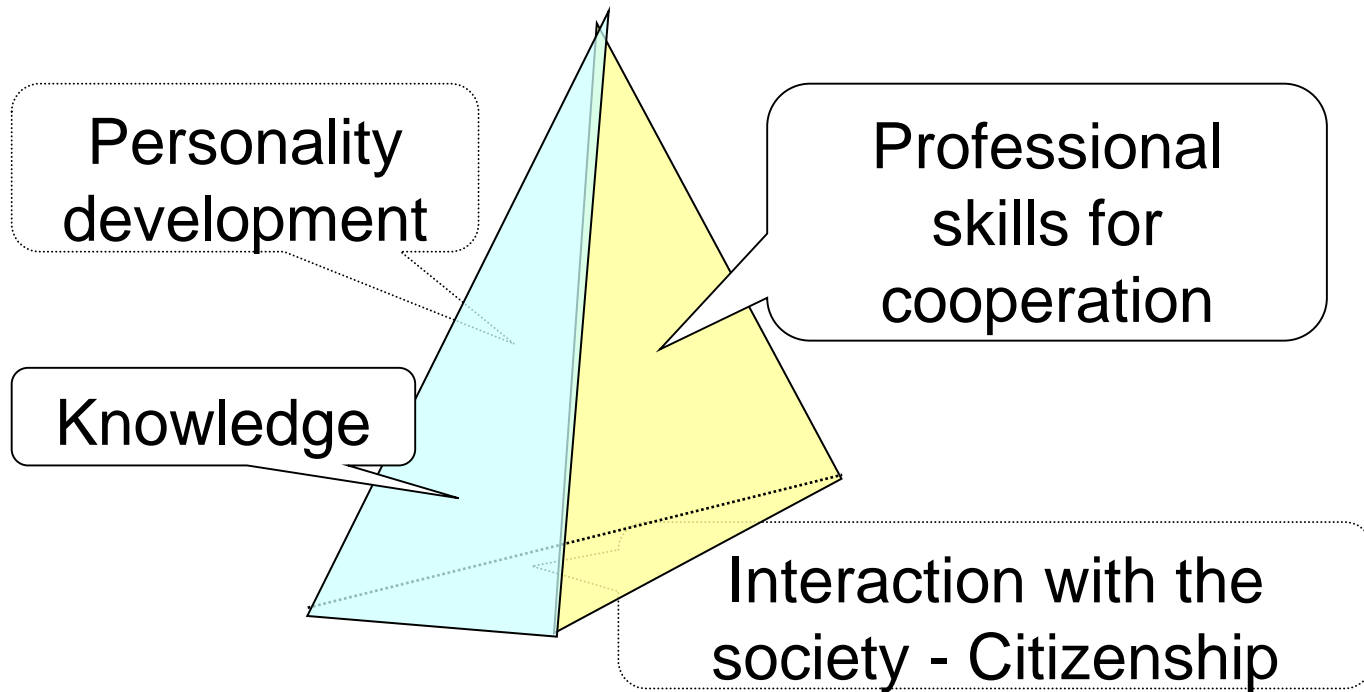 Personality
development
Professional
skills for
cooperation
Knowledge
Interaction with the
society - Citizenship